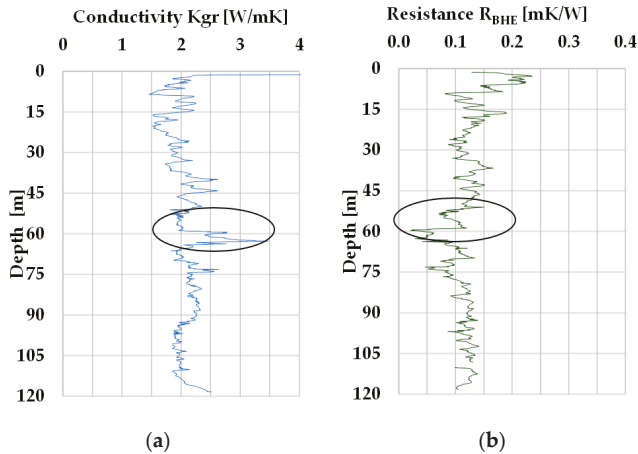 Conductivity Kgr [W/mK]
0 1 2 3 4
0
15
30
45
60
75
90
105
120
Depth [m]
(a)
Resistance RBHE [mK/W]
0.0 0.1 0.2 0.3 0.4
0
15
30
45
60
75
90
105
120
Depth [m]
(b)